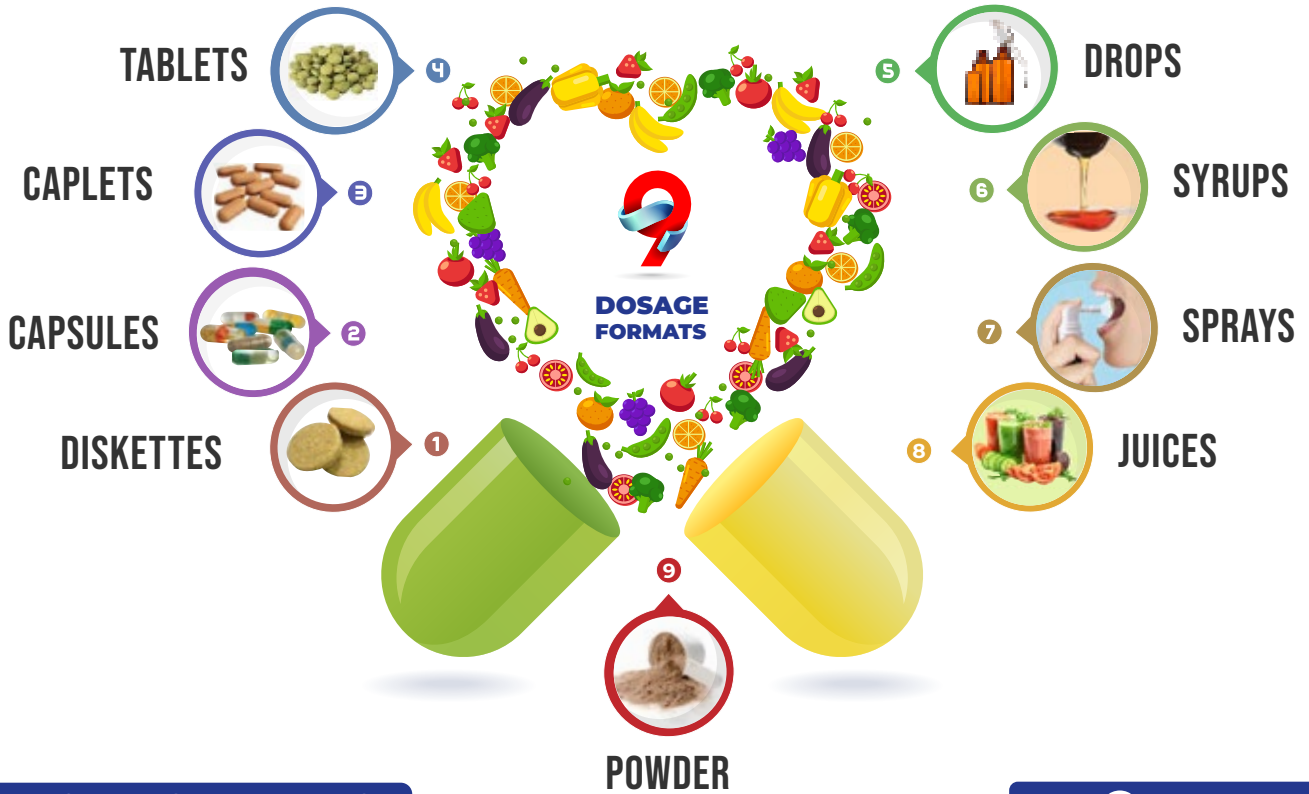 TABLETS
4
CAPLETS
3
CAPSULES
2
DISKETTES
1
9
DOSAGE
FORMATS
5
DROPS
6
SYRUPS
7
SPRAYS
8
JUICES
9
POWDER